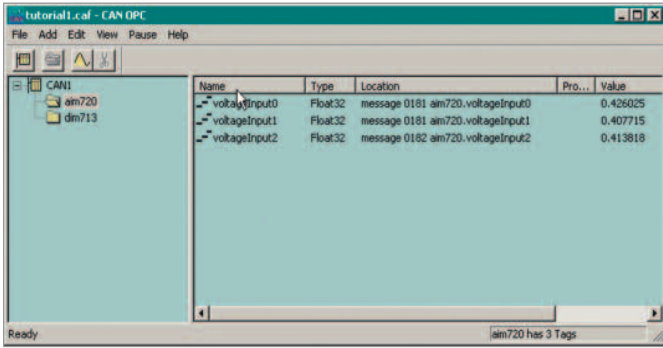 tutorial1.caf - CAN OPC
File Add Edit View Pause Help
CAN1
aim720
dim713
Name Type Location Pro... Value
voltageInput0 Float32 message 0181 aim720.voltageInput0 0.426025
voltageInput1 Float32 message 0181 aim720.voltageInput1 0.407715
voltageInput2 Float32 message 0182 aim720.voltageInput2 0.413818
Ready aim720 has 3 Tags